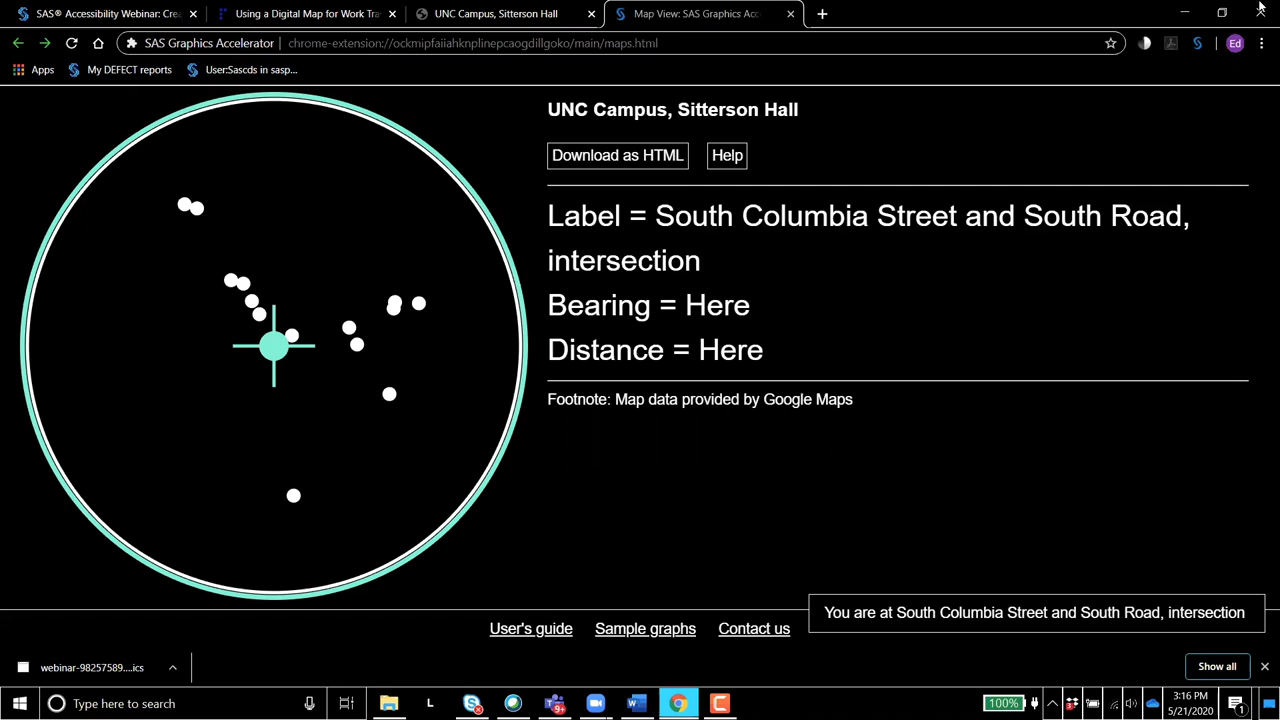 SAS® Accessibility Webinar: Crea
Using a Digital Map for Work Tra
UNC Campus, Sitterson Hall
Map View: SAS Graphics Acc
SAS Graphics Accelerator
chrome-extension://ockmipfaiiahknplinepcaogdillgoko/main/maps.html
Ed
Apps
My DEFECT reports
User:Sascds in sasp...
UNC Campus, Sitterson Hall
Download as HTML
Help
Label = South Columbia Street and South Road,
intersection
Bearing = Here
Distance = Here
Footnote: Map data provided by Google Maps
You are at South Columbia Street and South Road, intersection
User's guide
Sample graphs
Contact us
webinar-98257589....ics
Show all
Type here to search
L
9+
100%
3:16 PM
5/21/2020
1